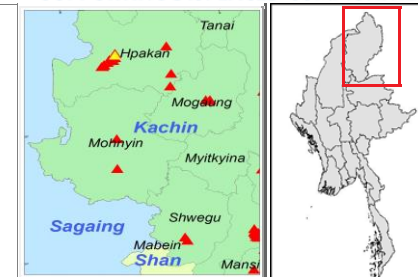 Tanai
Hpakan
Mogaung
Kachin
Mohnyin
Myitkyina
Shwegu
Sagaing
Mabein
Shan
Mansi